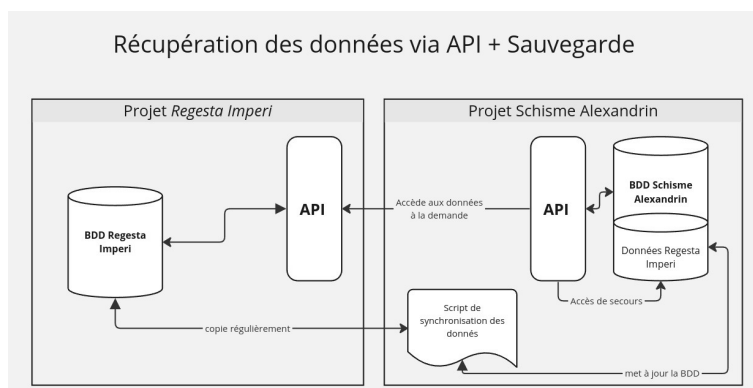 Récupération des données via API + Sauvegarde
Projet Regesta Imperi
Projet Schisme Alexandrin
BDD Regesta
Imperi
API
Accède aux données
à la demande
API
BDD Schisme
Alexandrin
Données Regesta
Imperi
Accès de secours
copie régulièrement
Script de
synchronisation des
donnés
met à jour la BDD